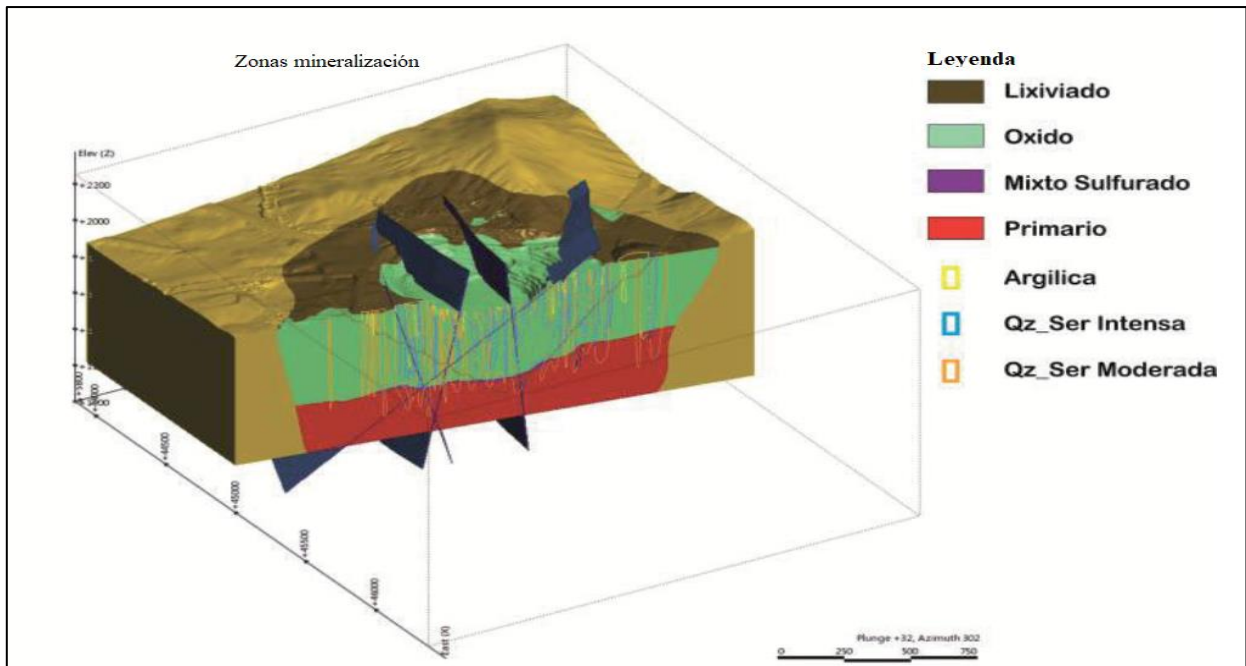 Zonas mineralización
Leyenda
Lixiviado
Oxido
Mixto Sulfurado
Primario
Argilica
Qz_Ser Intensa
Qz_Ser Moderada
Elev (Z)
+2200
+2000
+44500
+45000
+45500
+46000
East (X)
Plunge +32, Azimuth 302
0 250 500 750